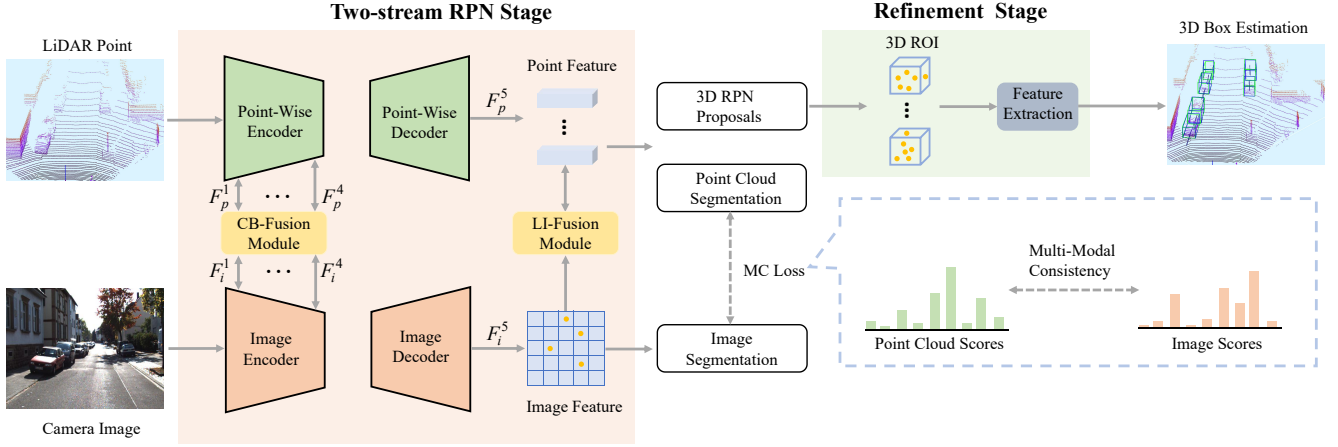 Two-stream RPN Stage
Refinement Stage
LiDAR Point
Point-Wise
Encoder
Point-Wise
Decoder
Point Feature
F_p^5
3D RPN
Proposals
3D ROI
Feature
Extraction
3D Box Estimation
F_p^1
...
F_p^4
Point Cloud
Segmentation
CB-Fusion
Module
LI-Fusion
Module
F_i^1
...
F_i^4
MC Loss
Multi-Modal
Consistency
Image
Encoder
Image
Decoder
F_i^5
Image
Segmentation
Point Cloud Scores
Image Scores
Image Feature
Camera Image